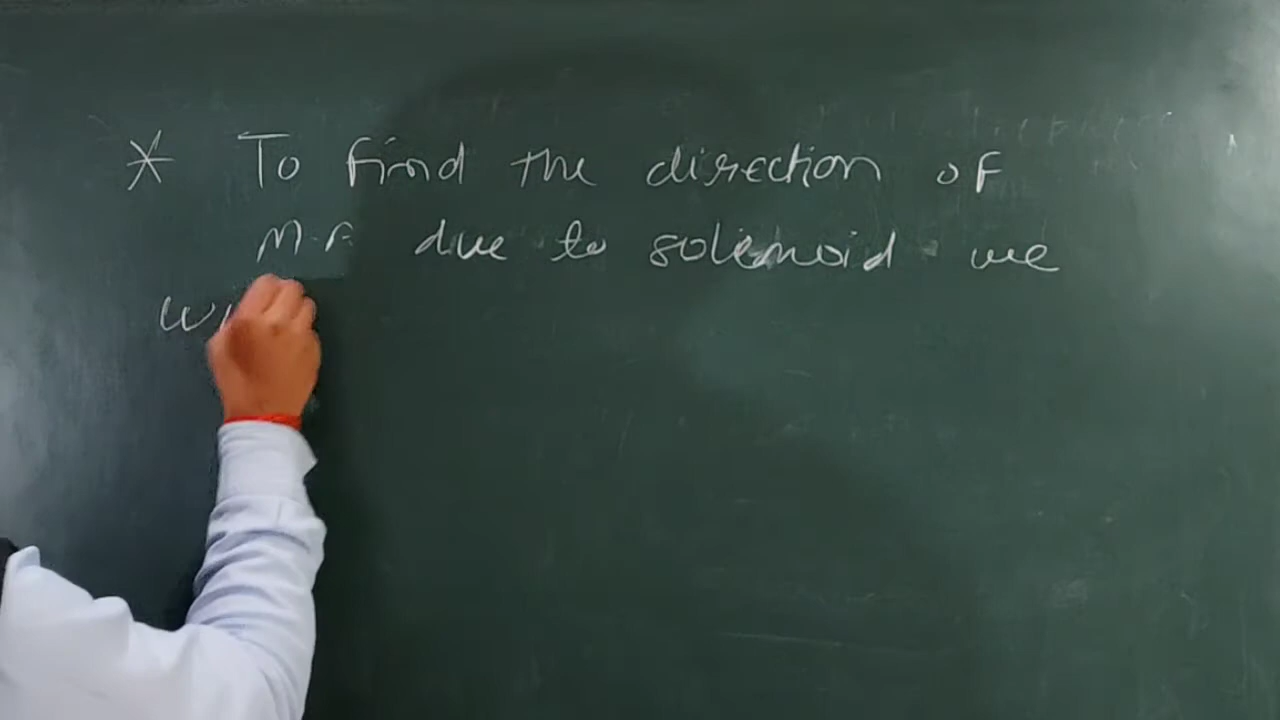 * To find the direction of
M.F due to solenoid we